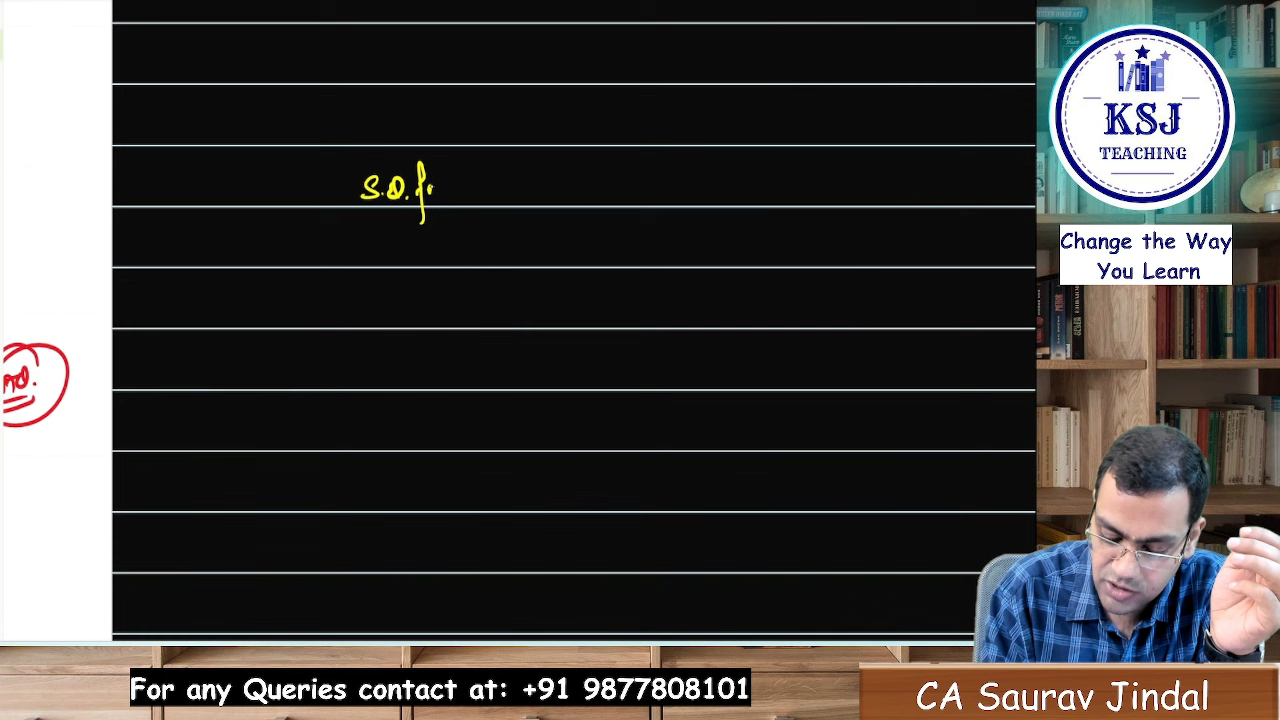 S.O.f.
KSJ
TEACHING
Change the Way
You Learn
For any Queries contact at: +91 9877808101
CA Saurav Jindal